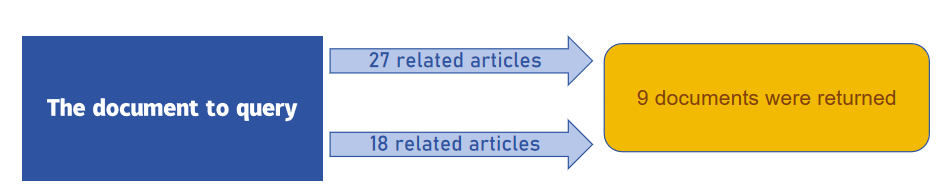 The document to query
27 related articles
18 related articles
9 documents were returned